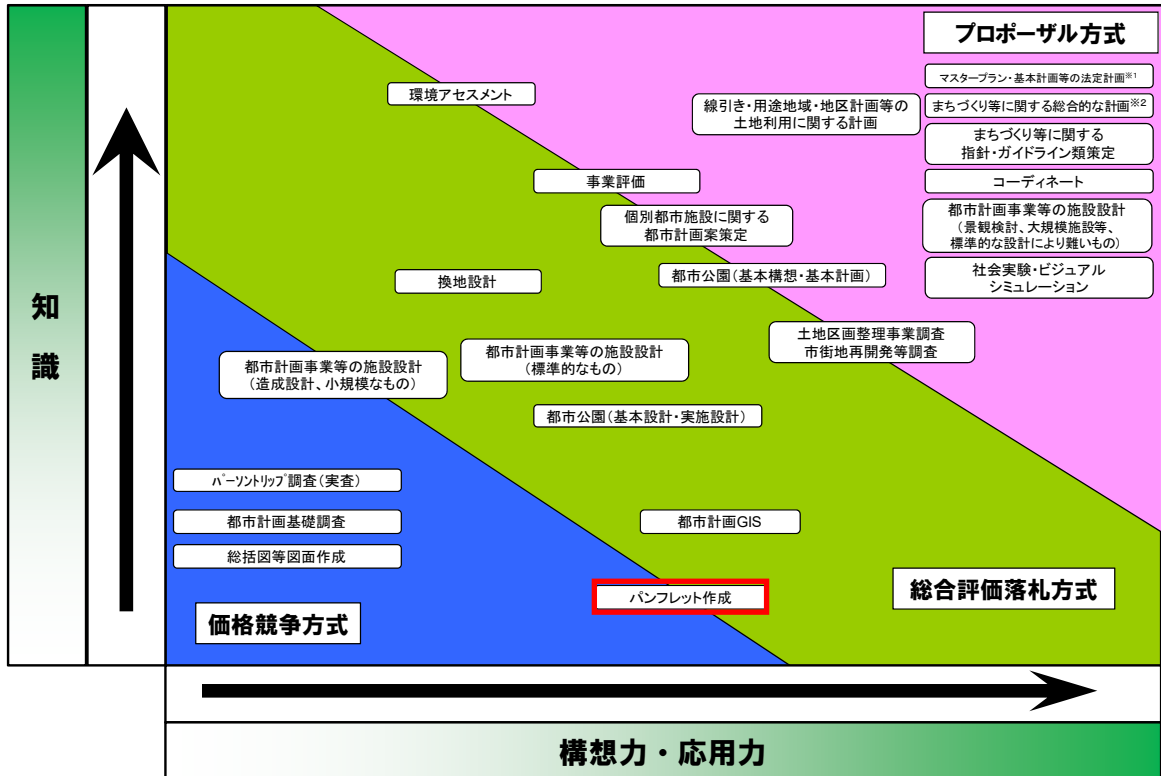 プロポーザル方式
マスタープラン・基本計画等の法定計画※1
環境アセスメント
線引き・用途地域・地区計画等の
土地利用に関する計画
まちづくり等に関する総合的な計画※2
まちづくり等に関する
指針・ガイドライン類策定
事業評価
コーディネート
個別都市施設に関する
都市計画案策定
都市計画事業等の施設設計
(景観検討、大規模施設等、
標準的な設計により難いもの)
換地設計
都市公園(基本構想・基本計画)
社会実験・ビジュアル
シミュレーション
知
識
土地区画整理事業調査
市街地再開発等調査
都市計画事業等の施設設計
(造成設計、小規模なもの)
都市計画事業等の施設設計
(標準的なもの)
都市公園(基本設計・実施設計)
パーソントリップ調査(実査)
都市計画基礎調査
都市計画GIS
総括図等図面作成
パンフレット作成
総合評価落札方式
価格競争方式
構想力・応用力